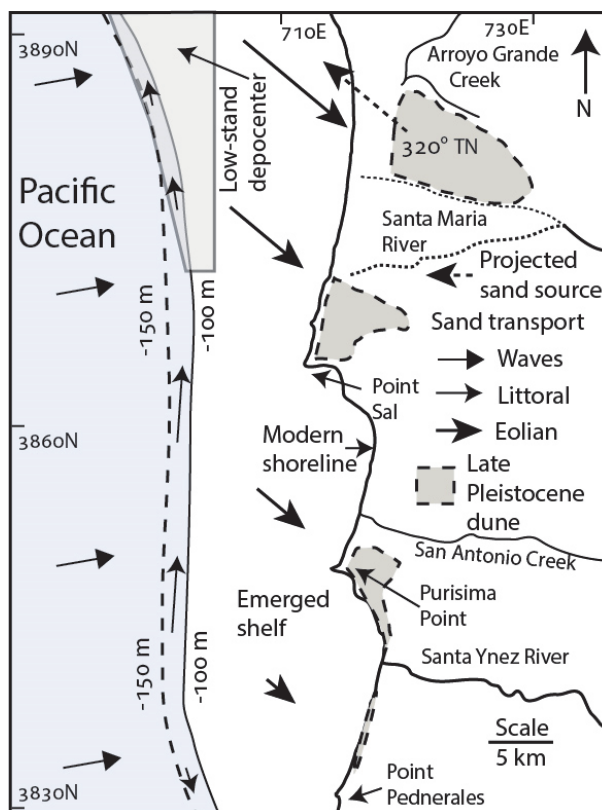 3890N
710E
730E
Arroyo Grande
Creek
N
Low-stand
depocenter
320° TN
Pacific
Ocean
Santa Maria
River
Projected
sand source
-150 m
-100 m
Sand transport
Waves
Littoral
Eolian
Point
Sal
3860N
Modern
shoreline
Late
Pleistocene
dune
San Antonio Creek
Purisima
Point
Emerged
shelf
-150 m
-100 m
Santa Ynez River
Scale
5 km
Point
Pednerales
3830N